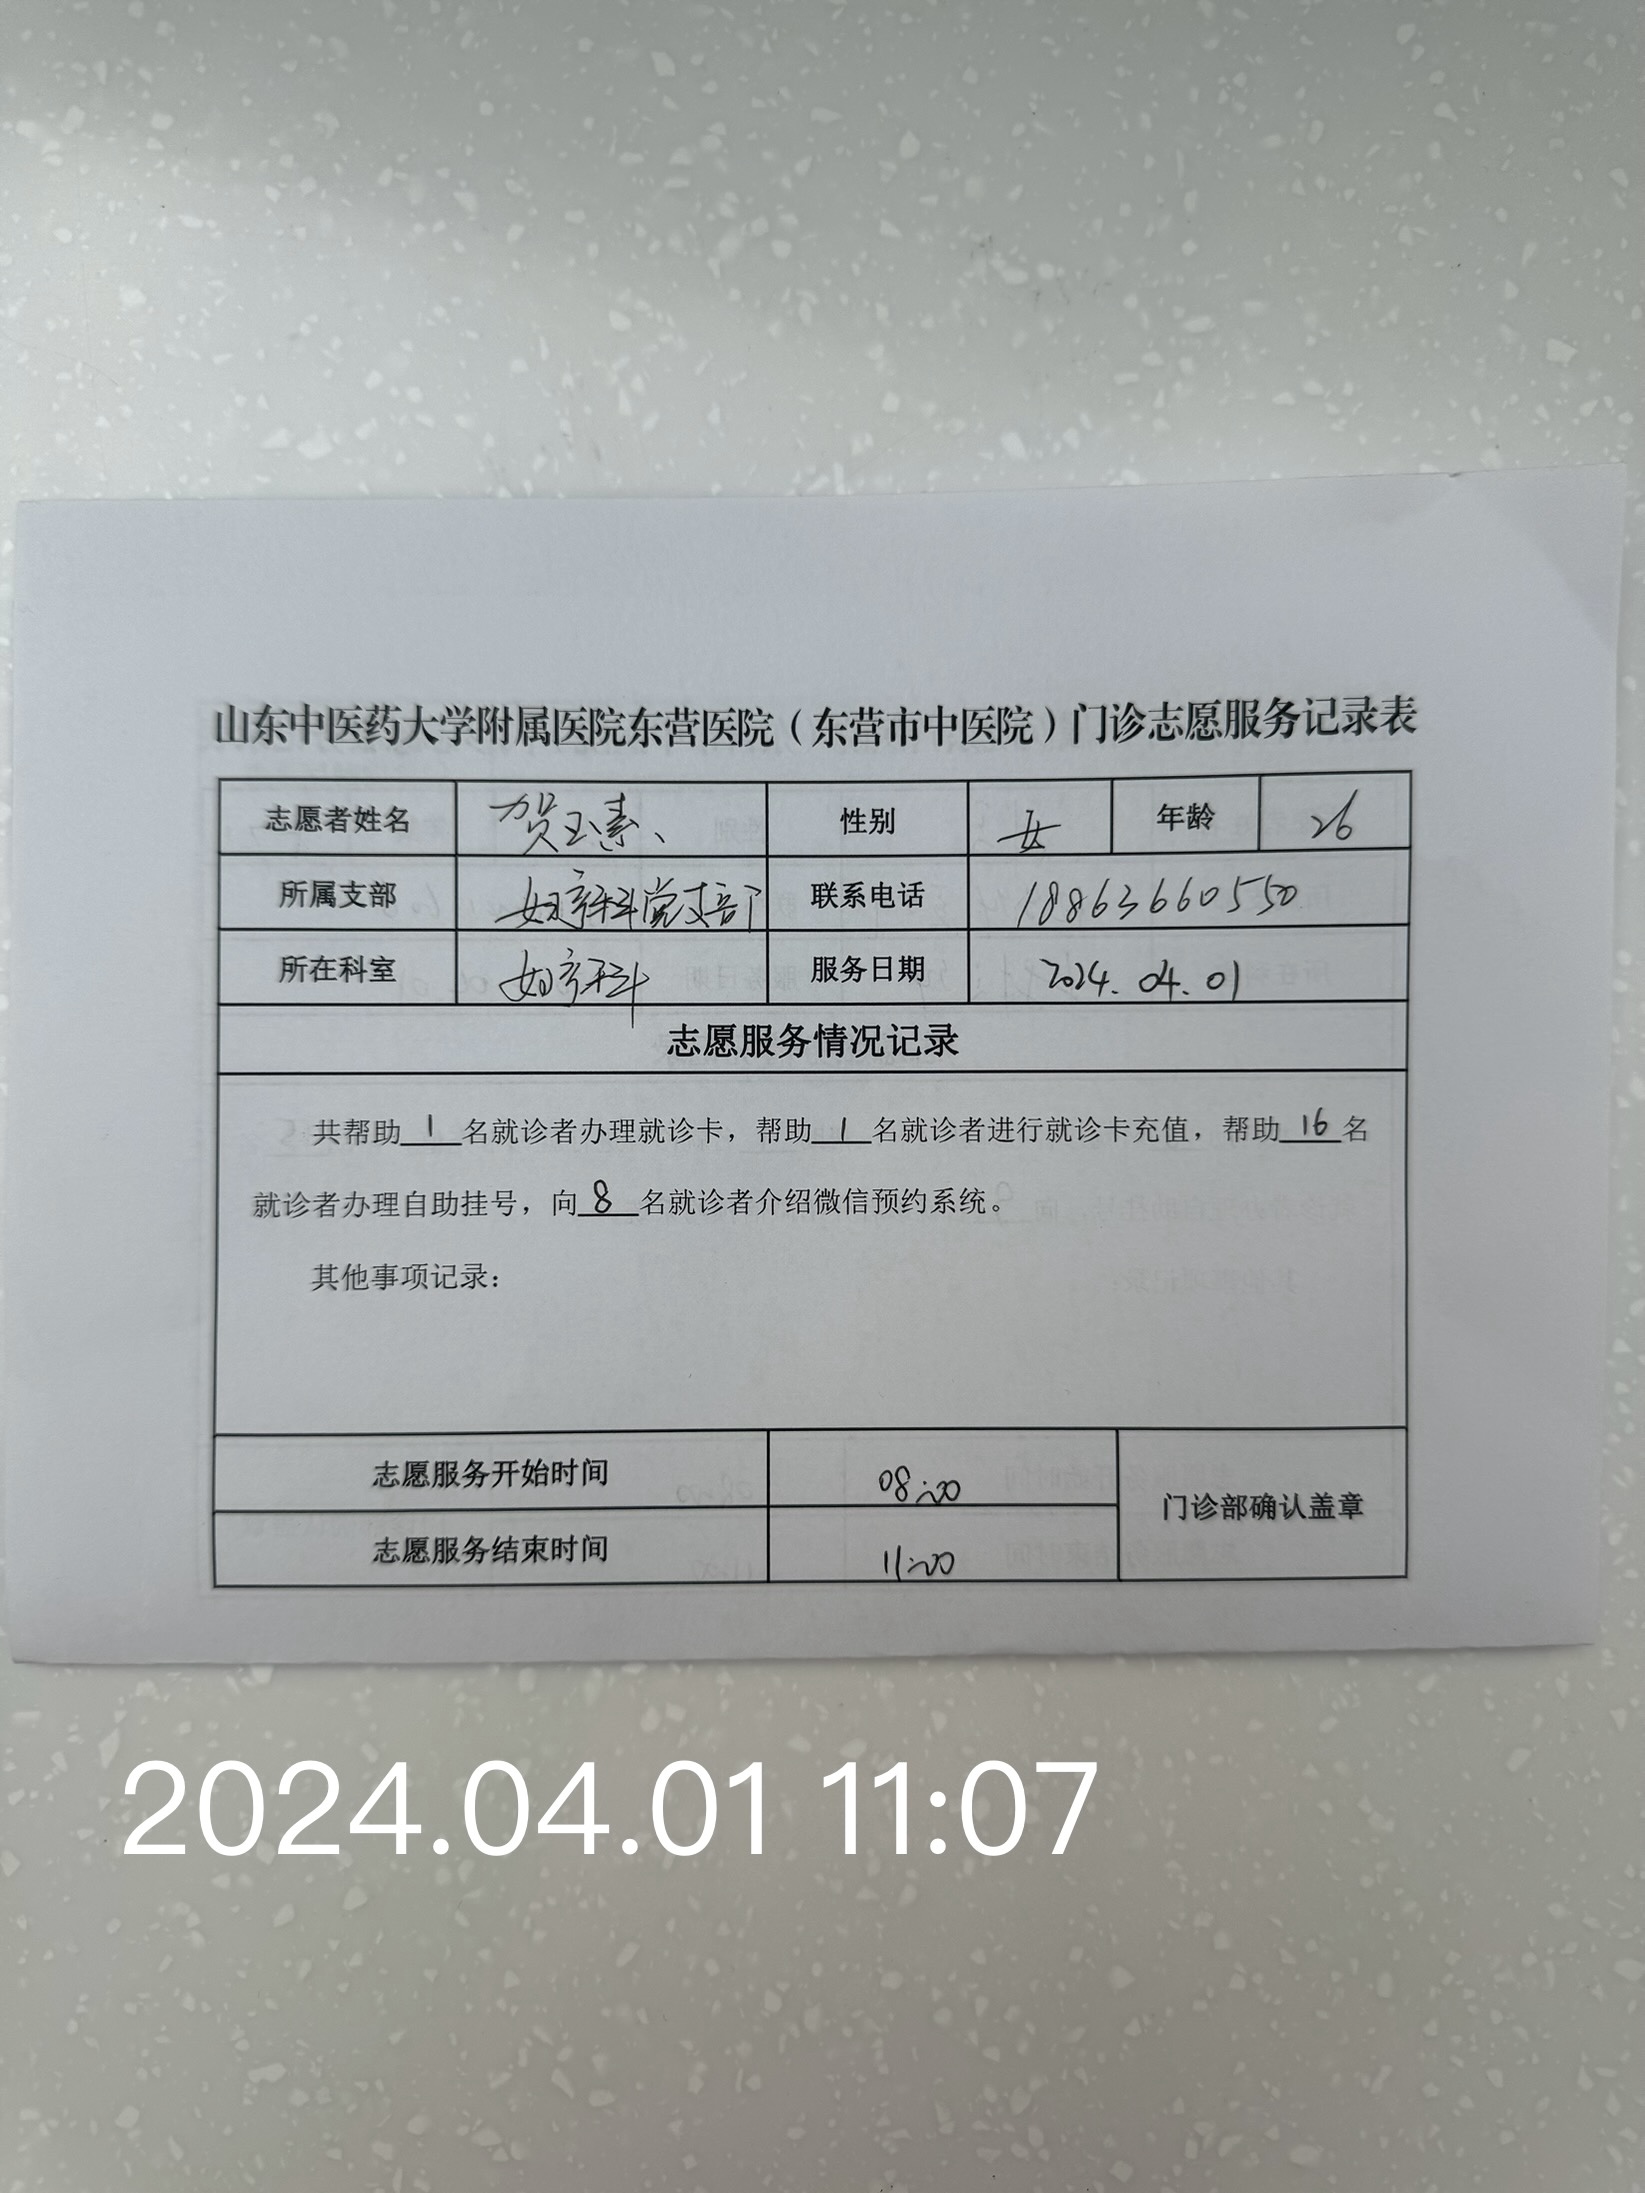 山东中医药大学附属医院东营医院（东营市中医院）门诊志愿服务记录表
志愿者姓名 贺玉素 性别 女 年龄 26
所属支部 妇产科党支部 联系电话 18863660550
所在科室 妇产科 服务日期 2024.04.01
志愿服务情况记录
共帮助1名就诊者办理就诊卡，帮助1名就诊者进行就诊卡充值，帮助16名
就诊者办理自助挂号，向8名就诊者介绍微信预约系统。
其他事项记录：
志愿服务开始时间 08:00
门诊部确认盖章
志愿服务结束时间 11:00
2024.04.01 11:07